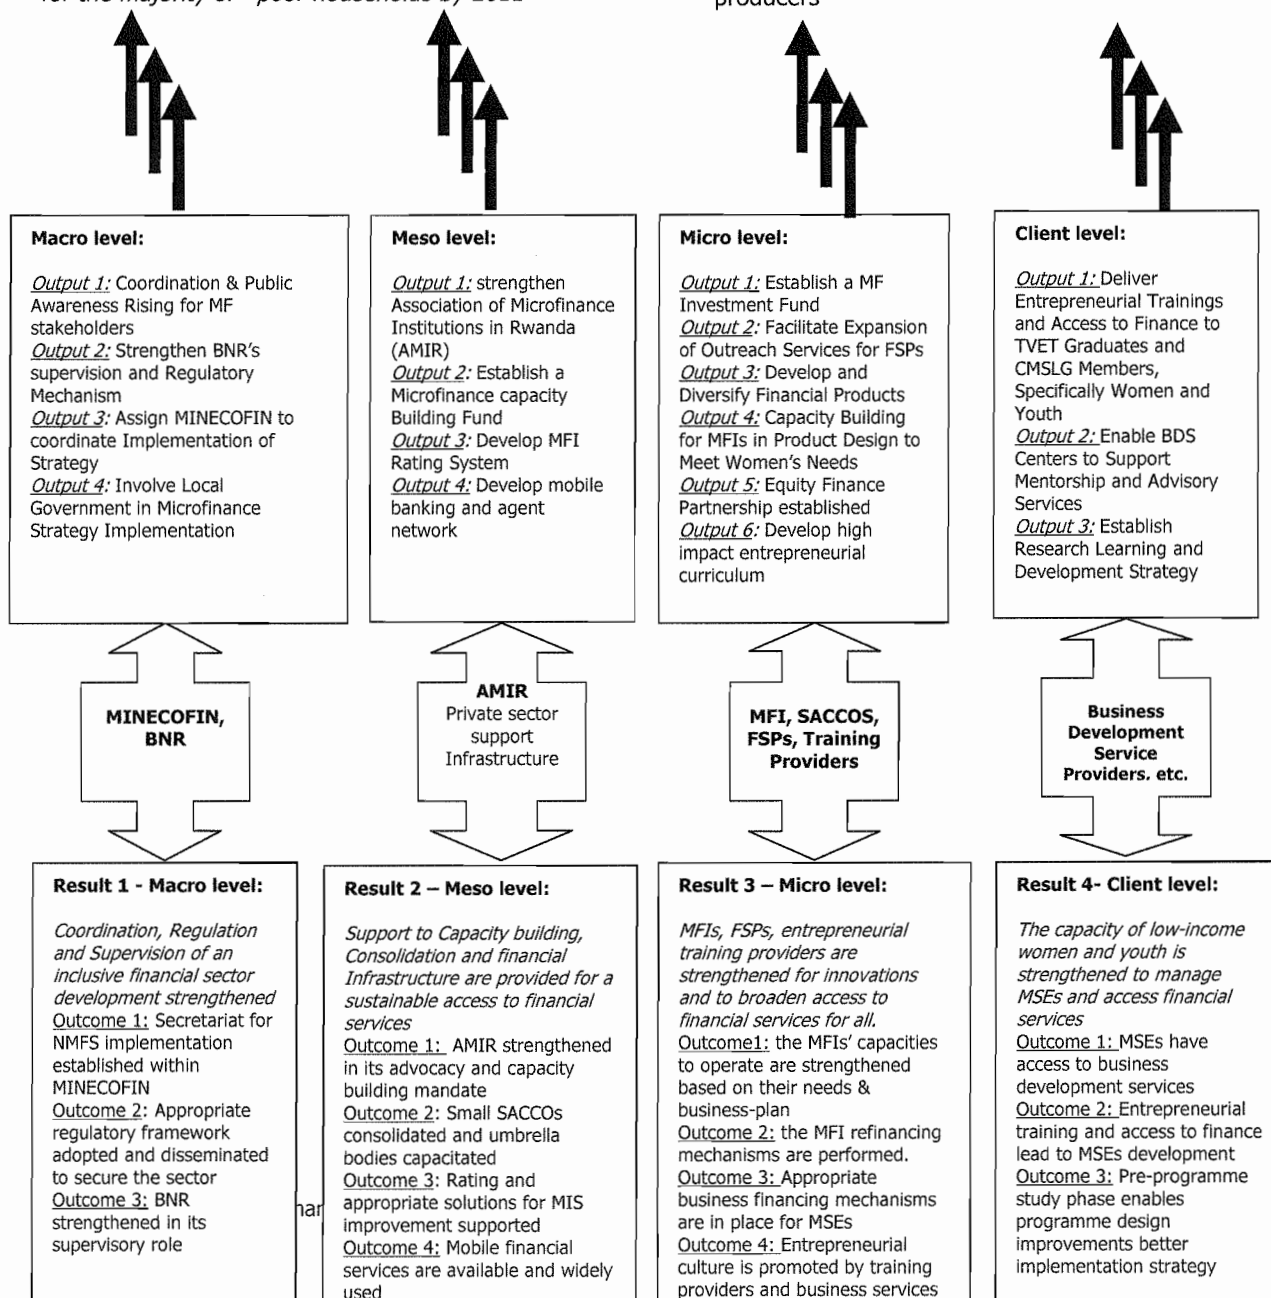 for the majority of poor households by 2011
producers
Macro level:
Output 1: Coordination & Public
Awareness Rising for MF
stakeholders
Output 2: Strengthen BNR's
supervision and Regulatory
Mechanism
Output 3: Assign MINECOFIN to
coordinate Implementation of
Strategy
Output 4: Involve Local
Government in Microfinance
Strategy Implementation
Meso level:
Output 1: strengthen
Association of Microfinance
Institutions in Rwanda
(AMIR)
Output 2: Establish a
Microfinance capacity
Building Fund
Output 3: Develop MFI
Rating System
Output 4: Develop mobile
banking and agent
network
Micro level:
Output 1: Establish a MF
Investment Fund
Output 2: Facilitate Expansion
of Outreach Services for FSPs
Output 3: Develop and
Diversify Financial Products
Output 4: Capacity Building
for MFIs in Product Design to
Meet Women's Needs
Output 5: Equity Finance
Partnership established
Output 6: Develop high
impact entrepreneurial
curriculum
Client level:
Output 1: Deliver
Entrepreneurial Trainings
and Access to Finance to
TVET Graduates and
CMSLG Members,
Specifically Women and
Youth
Output 2: Enable BDS
Centers to Support
Mentorship and Advisory
Services
Output 3: Establish
Research Learning and
Development Strategy
MINECOFIN,
BNR
AMIR
Private sector
support
Infrastructure
MFI, SACCOS,
FSPs, Training
Providers
Business
Development
Service
Providers. etc.
Result 1 - Macro level:
Coordination, Regulation
and Supervision of an
inclusive financial sector
development strengthened
Outcome 1: Secretariat for
NMFS implementation
established within
MINECOFIN
Outcome 2: Appropriate
regulatory framework
adopted and disseminated
to secure the sector
Outcome 3: BNR
strengthened in its
supervisory role
Result 2 – Meso level:
Support to Capacity building,
Consolidation and financial
Infrastructure are provided for a
sustainable access to financial
services
Outcome 1: AMIR strengthened
in its advocacy and capacity
building mandate
Outcome 2: Small SACCOs
consolidated and umbrella
bodies capacitated
Outcome 3: Rating and
appropriate solutions for MIS
improvement supported
Outcome 4: Mobile financial
services are available and widely
used
Result 3 – Micro level:
MFIs, FSPs, entrepreneurial
training providers are
strengthened for innovations
and to broaden access to
financial services for all.
Outcome1: the MFIs' capacities
to operate are strengthened
based on their needs &
business-plan
Outcome 2: the MFI refinancing
mechanisms are performed.
Outcome 3: Appropriate
business financing mechanisms
are in place for MSEs
Outcome 4: Entrepreneurial
culture is promoted by training
providers and business services
Result 4- Client level:
The capacity of low-income
women and youth is
strengthened to manage
MSEs and access financial
services
Outcome 1: MSEs have
access to business
development services
Outcome 2: Entrepreneurial
training and access to finance
lead to MSEs development
Outcome 3: Pre-programme
study phase enables
programme design
improvements better
implementation strategy